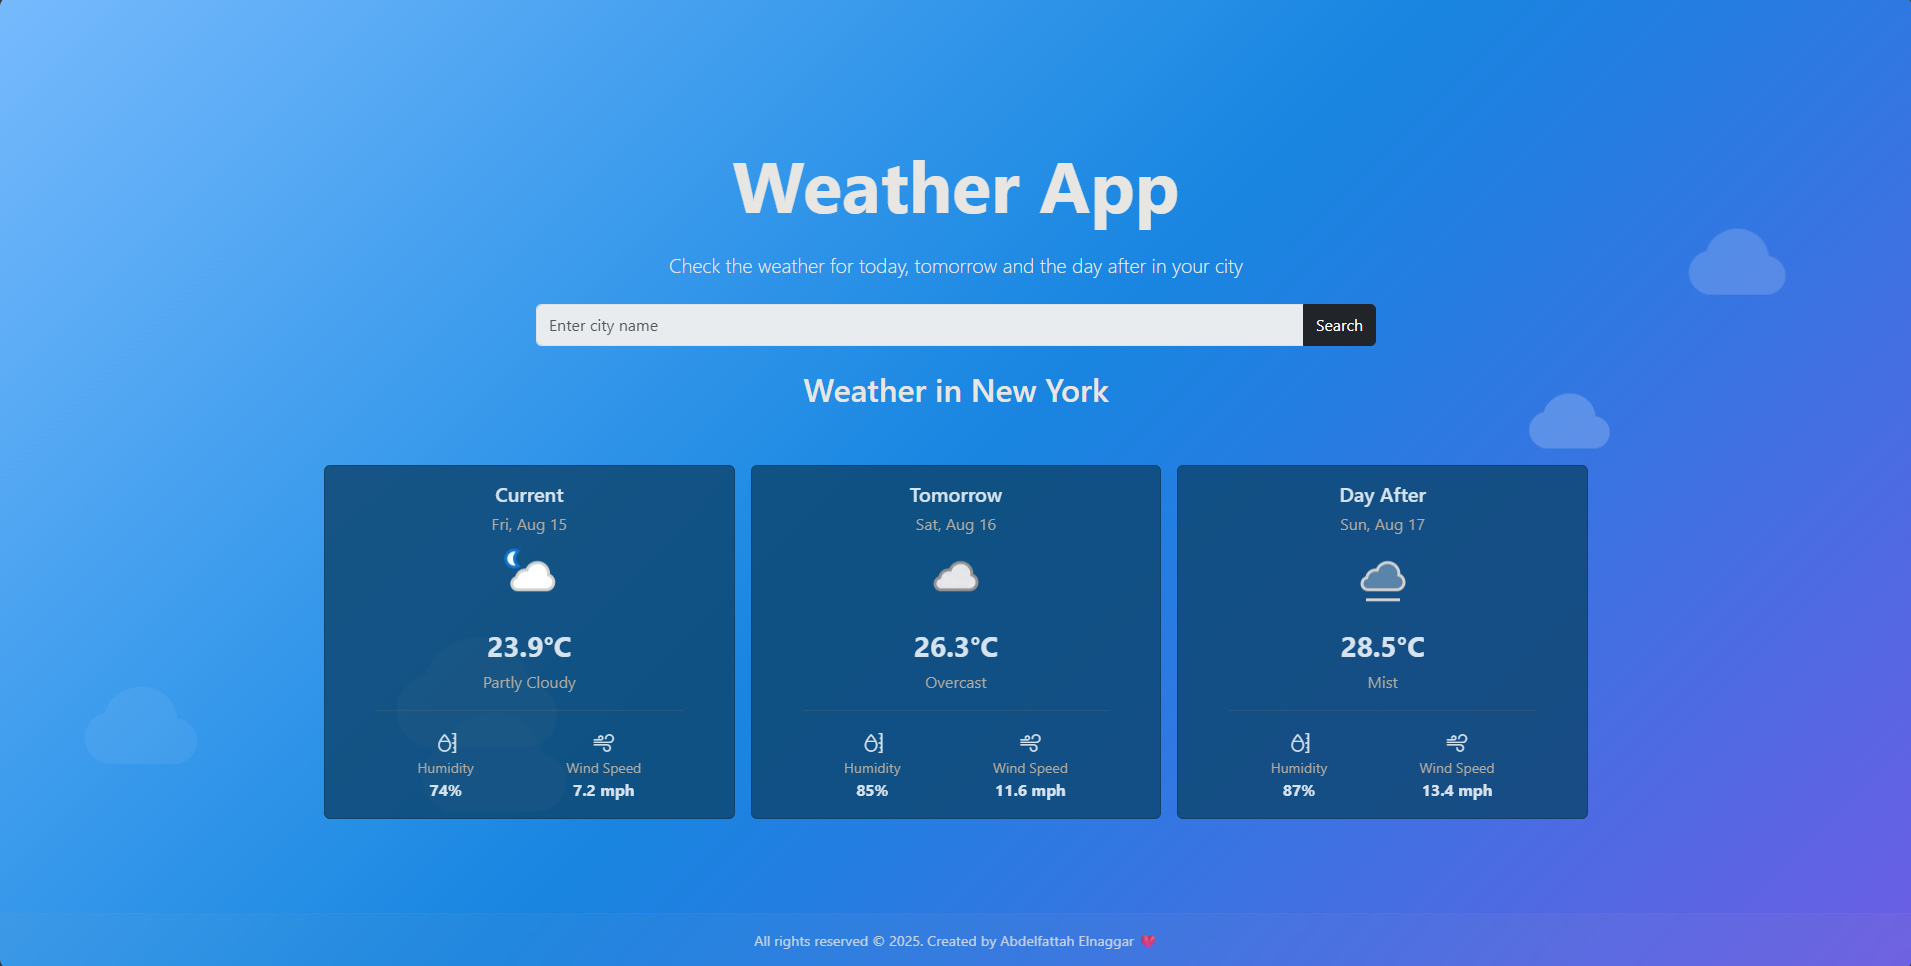 Weather App
Check the weather for today, tomorrow and the day after in your city
Enter city name
Search
Weather in New York
Current
Fri, Aug 15
23.9°C
Partly Cloudy
Humidity
74%
Wind Speed
7.2 mph
Tomorrow
Sat, Aug 16
26.3°C
Overcast
Humidity
85%
Wind Speed
11.6 mph
Day After
Sun, Aug 17
28.5°C
Mist
Humidity
87%
Wind Speed
13.4 mph
All rights reserved © 2025. Created by Abdelfattah Elnaggar 💗